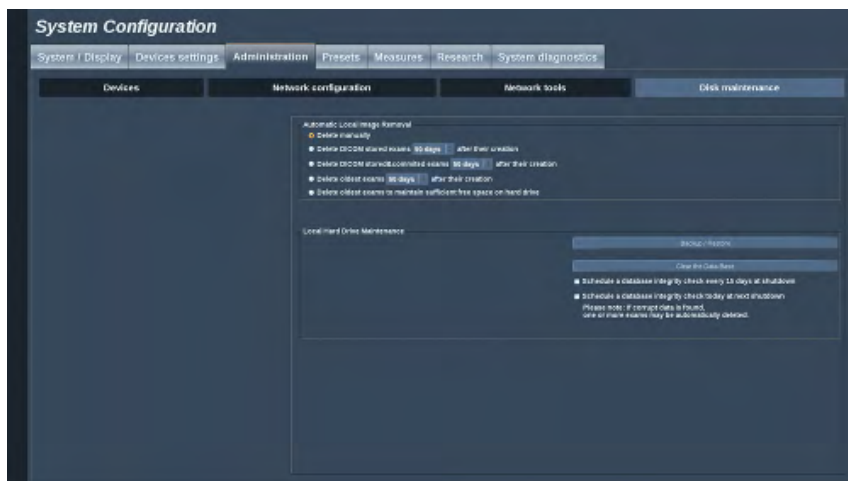 System Configuration
System / Display Devices settings Administration Presets Measures Research System diagnostics
Devices Network configuration Network tools Disk maintenance
Automatic Local Image Removal
Delete manually
Delete DICOM stored exams 90 days after their creation
Delete DICOM stored&commited exams 90 days after their creation
Delete oldest exams 90 days after their creation
Delete oldest exams to maintain sufficient free space on hard drive
Local Hard Drive Maintenance
Backup / Restore
Clear the Data Base
Schedule a database integrity check every 15 days at shutdown
Schedule a database integrity check today at next shutdown
Please note: if corrupt data is found,
one or more exams may be automatically deleted.